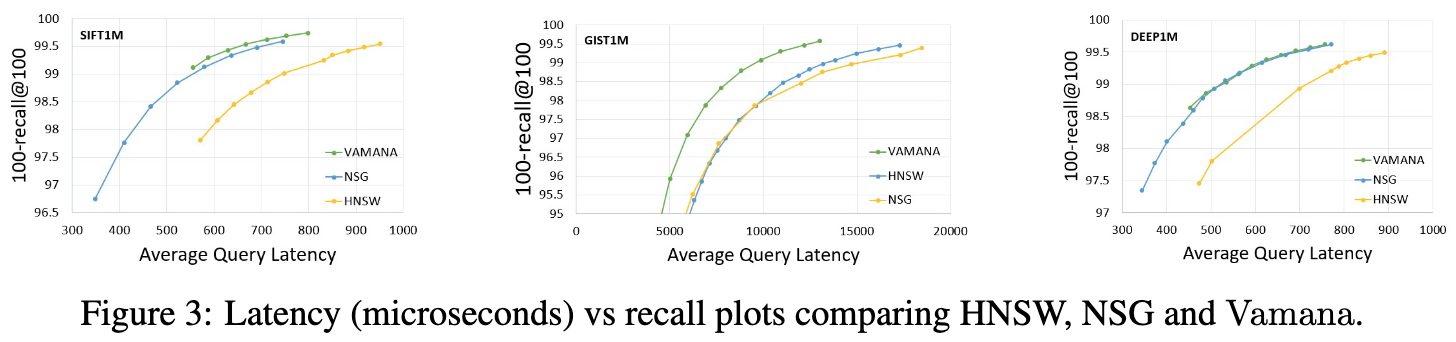 SIFT1M
100-recall@100
100
99.5
99
98.5
98
97.5
97
96.5
300 400 500 600 700 800 900 1000
Average Query Latency
VAMANA
NSG
HNSW
GIST1M
100-recall@100
100
99.5
99
98.5
98
97.5
97
96.5
96
95.5
95
0 5000 10000 15000 20000
Average Query Latency
VAMANA
HNSW
NSG
DEEP1M
100-recall@100
100
99.5
99
98.5
98
97.5
97
300 400 500 600 700 800 900 1000
Average Query Latency
VAMANA
NSG
HNSW
Figure 3: Latency (microseconds) vs recall plots comparing HNSW, NSG and Vamana.